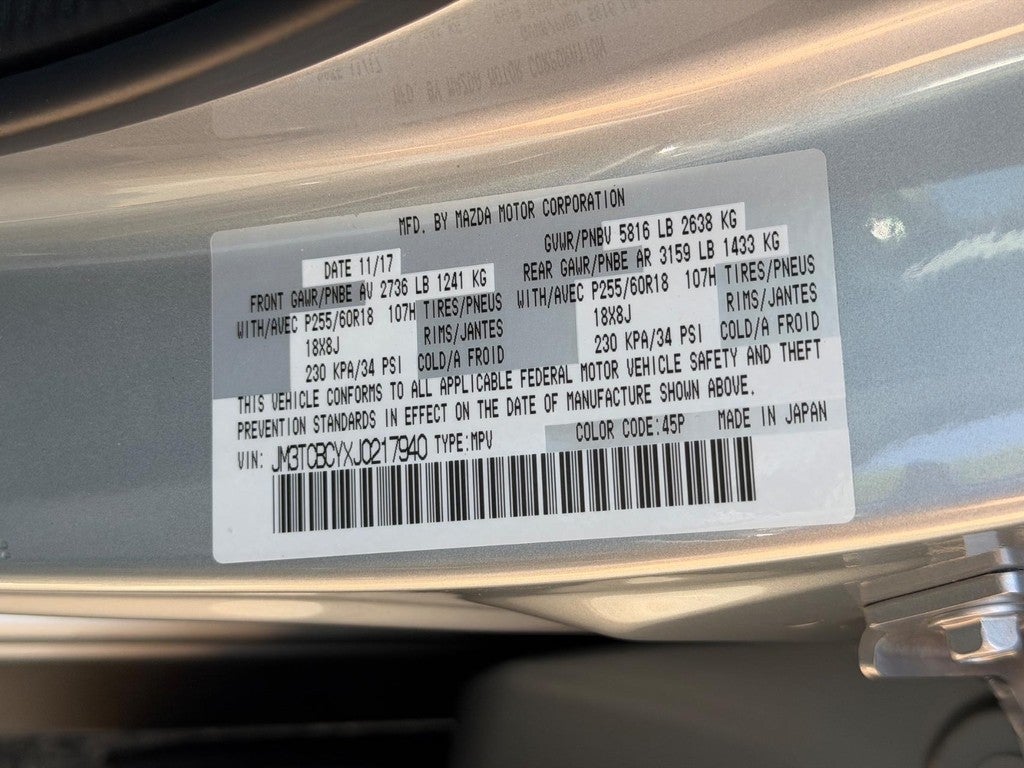 MFD. BY MAZDA MOTOR CORPORATION
DATE 11/17
GVWR/PNBV 5816 LB 2638 KG
FRONT GAWR/PNBE AV 2736 LB 1241 KG
REAR GAWR/PNBE AR 3159 LB 1433 KG
WITH/AVEC P255/60R18 107H TIRES/PNEUS
WITH/AVEC P255/60R18 107H TIRES/PNEUS
18X8J RIMS/JANTES
18X8J RIMS/JANTES
230 KPA/34 PSI COLD/A FROID
230 KPA/34 PSI COLD/A FROID
THIS VEHICLE CONFORMS TO ALL APPLICABLE FEDERAL MOTOR VEHICLE SAFETY AND THEFT
PREVENTION STANDARDS IN EFFECT ON THE DATE OF MANUFACTURE SHOWN ABOVE.
COLOR CODE:45P MADE IN JAPAN
VIN: JM3TCBCYXJ0217940 TYPE:MPV